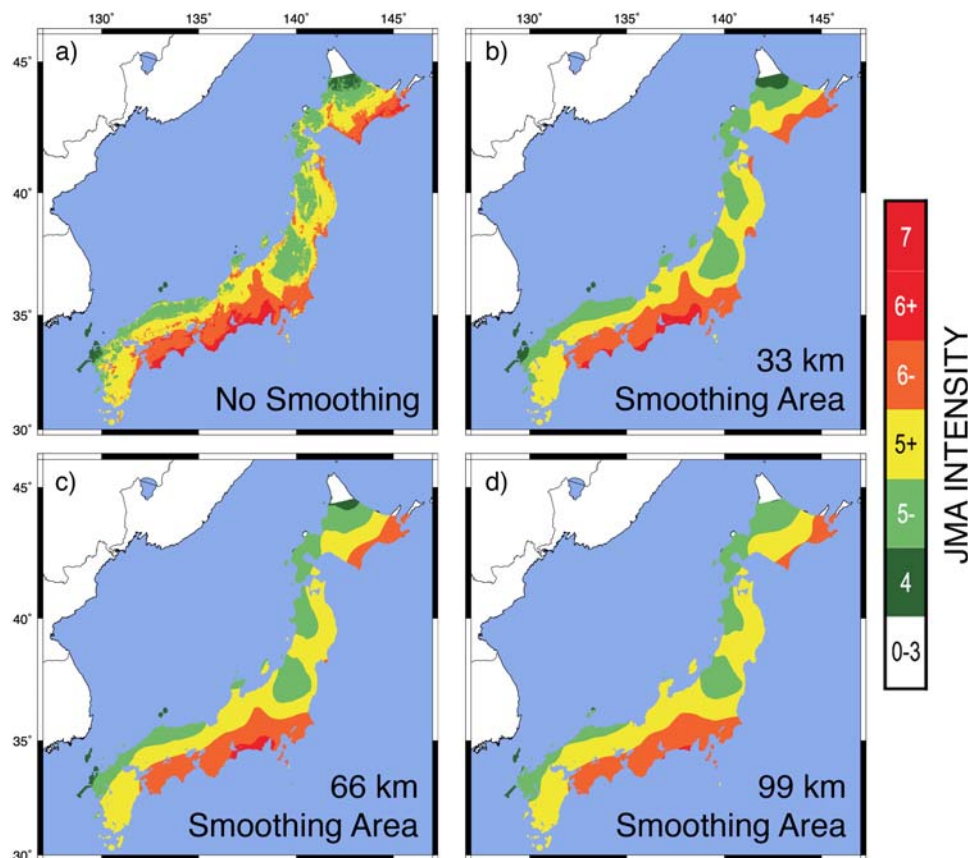 130° 135° 140° 145°
130° 135° 140° 145°
a)
No Smoothing
45°
40°
35°
30°
b)
33 km
Smoothing Area
c)
66 km
Smoothing Area
45°
40°
35°
30°
d)
99 km
Smoothing Area
7
6+
6-
5+
5-
4
0-3
JMA INTENSITY